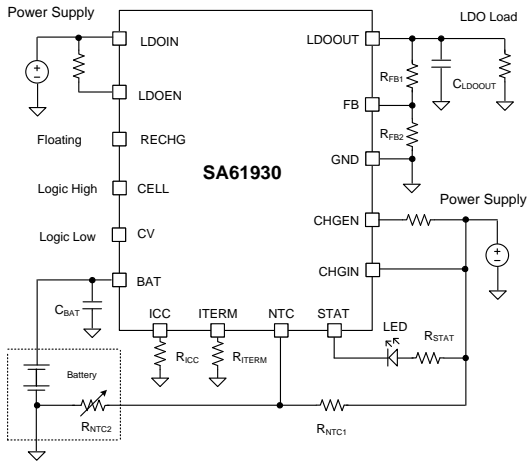 Power Supply
LDO Load
LDOIN
LDOOUT
RFB1
CLDOOUT
LDOEN
FB
RFB2
Floating
RECHG
GND
SA61930
Logic High
CELL
Power Supply
Logic Low
CV
CHGEN
BAT
CHGIN
CBAT
ICC
ITERM
NTC
STAT
LED
RSTAT
RICC
RITERM
Battery
RNTC2
RNTC1